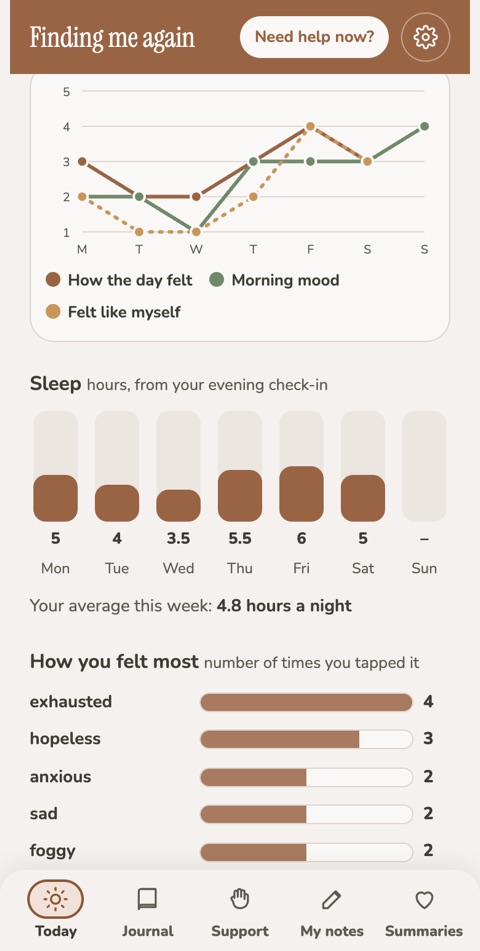 Finding me again
Need help now?
5
4
3
2
1
M T W T F S S
How the day felt Morning mood
Felt like myself
Sleep hours, from your evening check-in
5 4 3.5 5.5 6 5 –
Mon Tue Wed Thu Fri Sat Sun
Your average this week: 4.8 hours a night
How you felt most number of times you tapped it
exhausted 4
hopeless 3
anxious 2
sad 2
foggy 2
Today Journal Support My notes Summaries